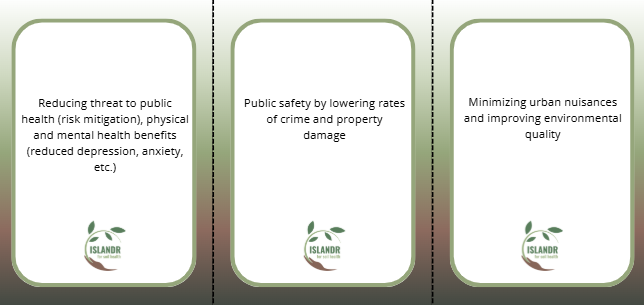 Reducing threat to public
health (risk mitigation), physical
and mental health benefits
(reduced depression, anxiety,
etc.)
ISLANDR
for soil health
Public safety by lowering rates
of crime and property
damage
ISLANDR
for soil health
Minimizing urban nuisances
and improving environmental
quality
ISLANDR
for soil health